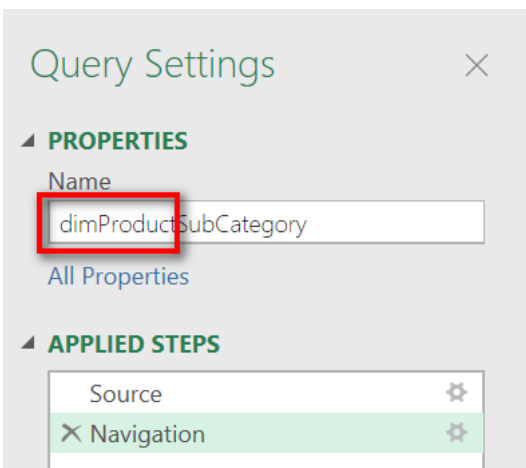 Query Settings
PROPERTIES
Name
dimProductSubCategory
All Properties
APPLIED STEPS
Source
Navigation